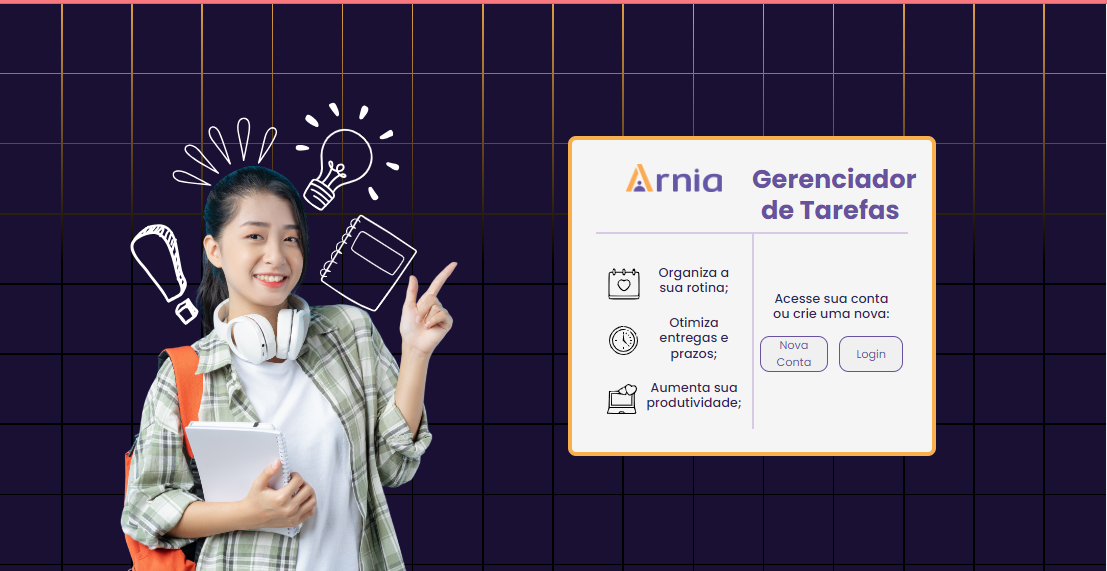 Arnia
Gerenciador
de Tarefas
Organiza a
sua rotina;
Otimiza
entregas e
prazos;
Aumenta sua
produtividade;
Acesse sua conta
ou crie uma nova:
Nova
Conta
Login